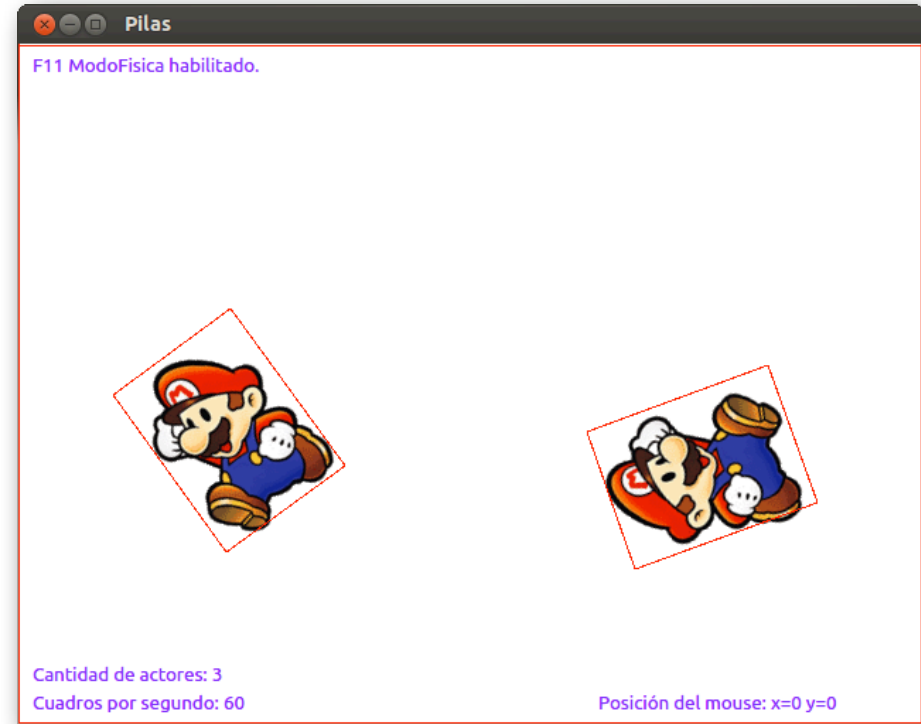 Pilas
F11 ModoFisica habilitado.
Cantidad de actores: 3
Cuadros por segundo: 60
Posición del mouse: x=0 y=0